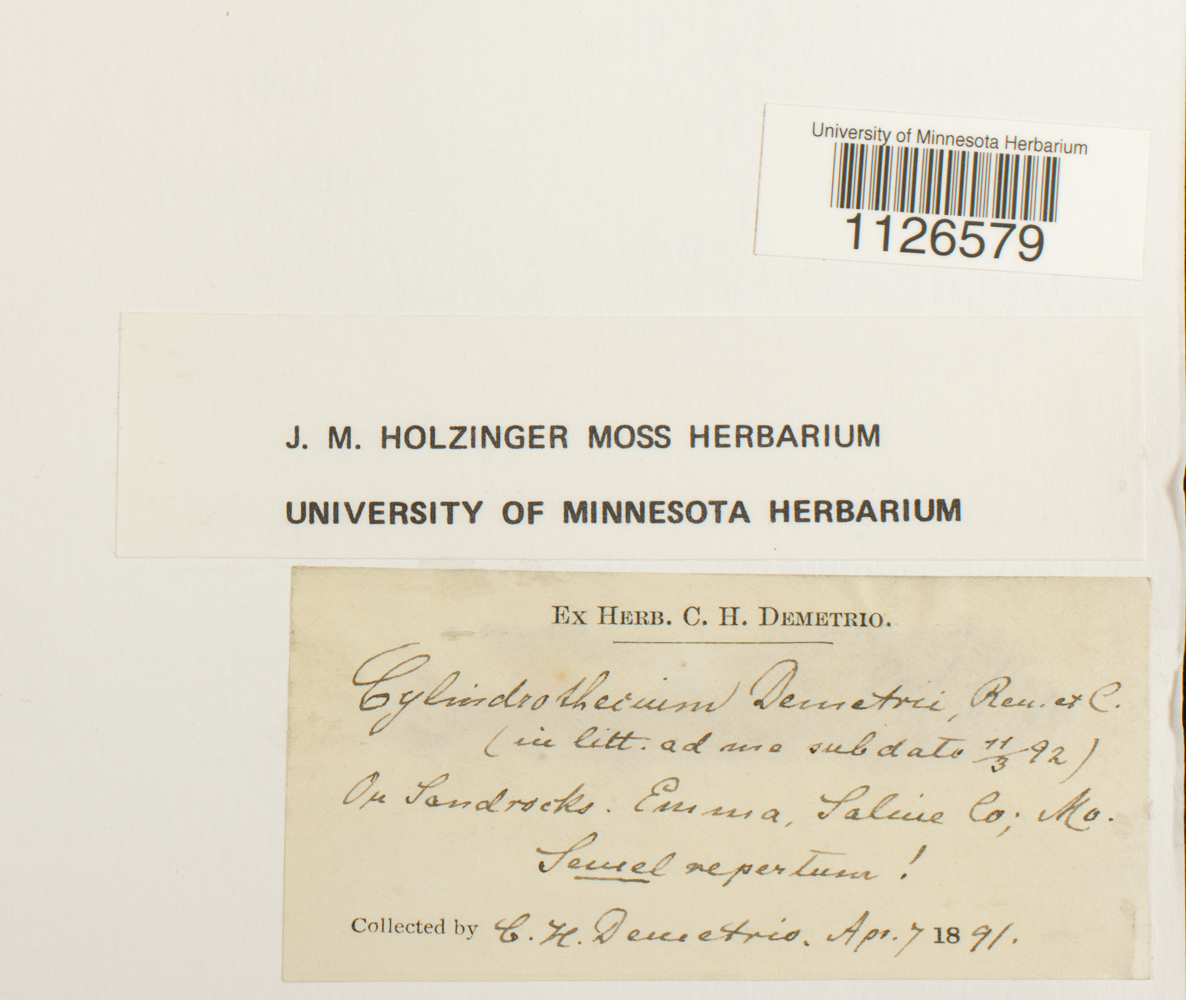 University of Minnesota Herbarium
1126579
J. M. HOLZINGER MOSS HERBARIUM
UNIVERSITY OF MINNESOTA HERBARIUM
EX HERB. C. H. DEMETRIO.
Cylindrothecium Demetrii, Ren. et C.
(in litt. ad me sub dato 11/3 92)
On Sandrocks. Emma, Saline Co; Mo.
Semel repertum!
Collected by C. H. Demetrio. Apr. 7 1891.